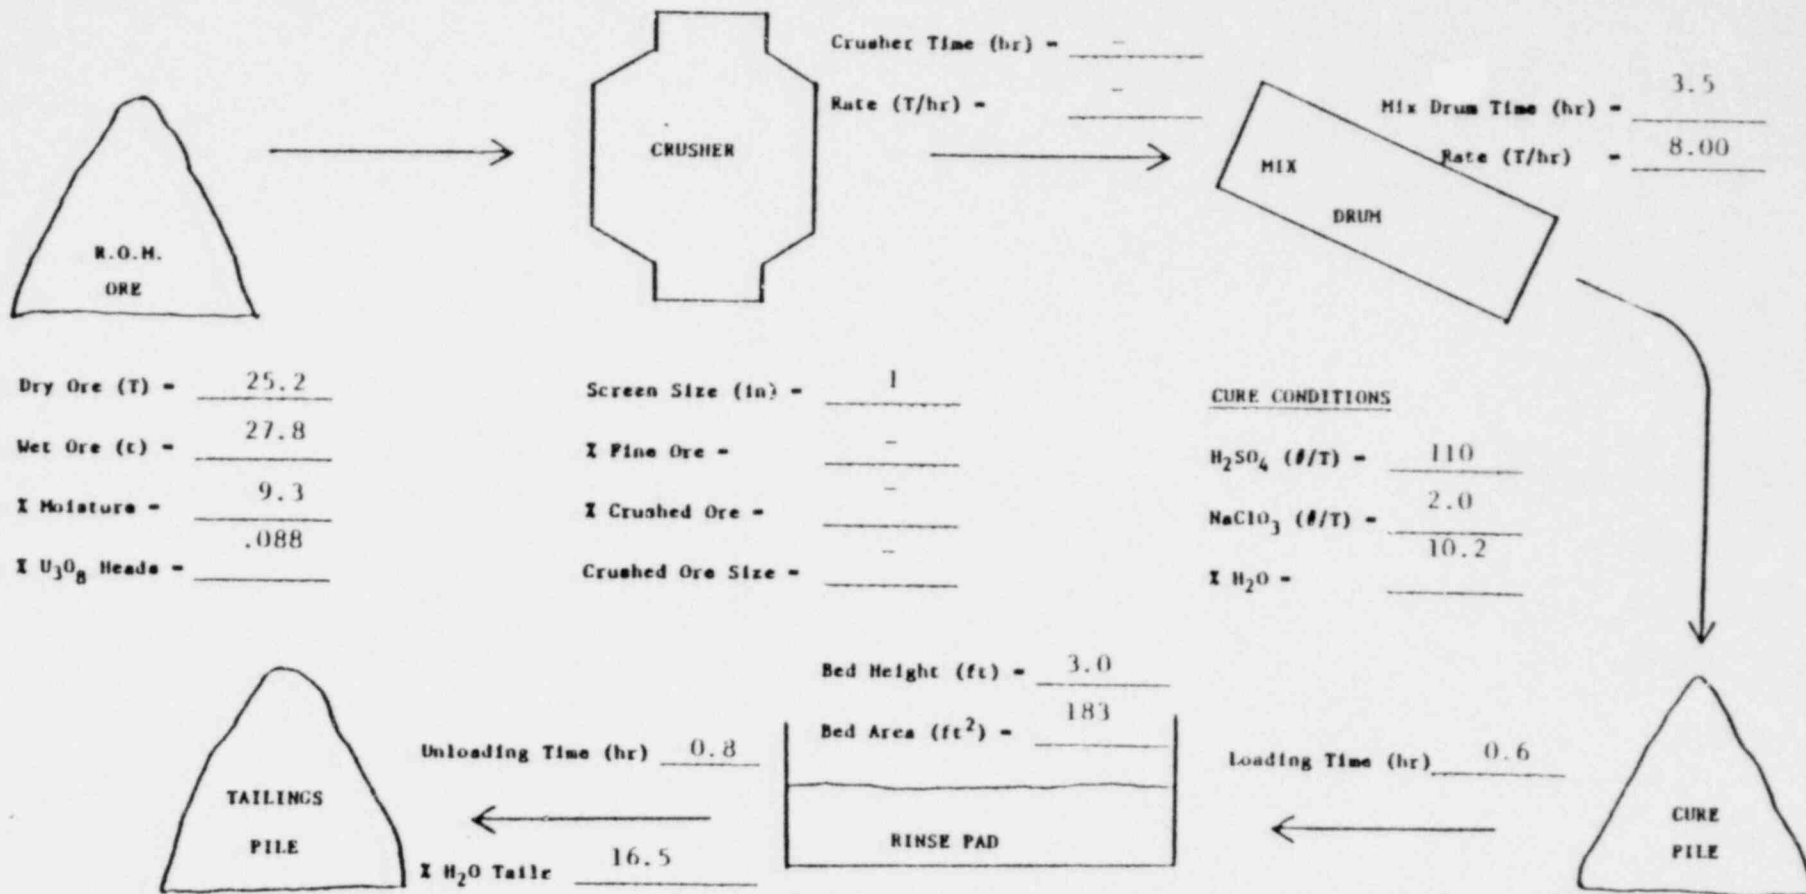 Crusher Time (hr) = -
Rate (T/hr) = -
Mix Drum Time (hr) = 3.5
Rate (T/hr) = 8.00
R.O.M.
ORE
CRUSHER
MIX
DRUM
Dry Ore (T) = 25.2
Wet Ore (t) = 27.8
% Moisture = 9.3
% U3O8 Heads = .088
Screen Size (in) = 1
% Fine Ore = -
% Crushed Ore = -
Crushed Ore Size = -
CURE CONDITIONS
H2SO4 (#/T) = 110
NaClO3 (#/T) = 2.0
% H2O = 10.2
Bed Height (ft) = 3.0
Bed Area (ft²) = 183
Unloading Time (hr) 0.8
Loading Time (hr) 0.6
TAILINGS
PILE
RINSE PAD
CURE
PILE
% H2O Tails 16.5